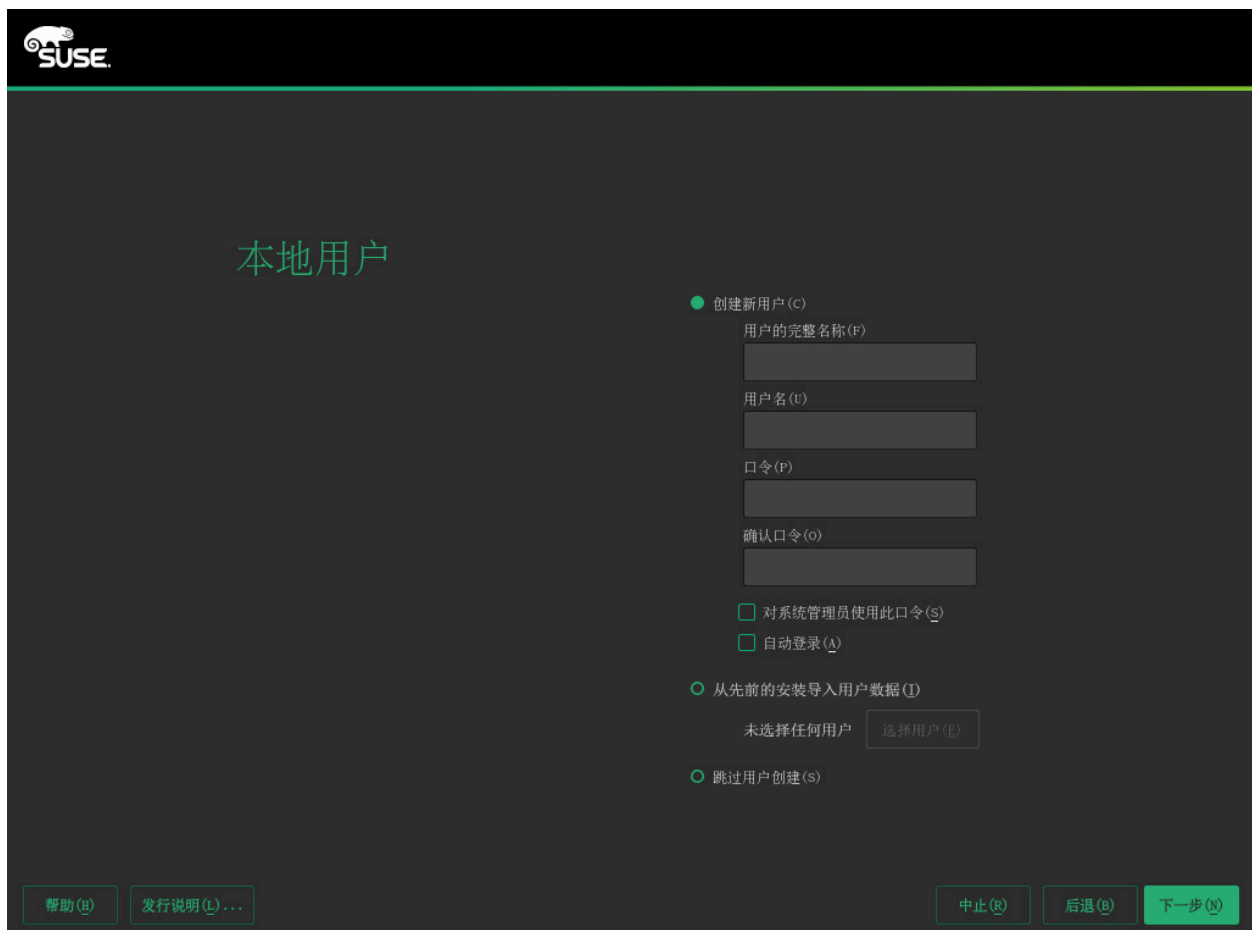 SUSE.
本地用户
创建新用户(C)
用户的完整名称(F)
用户名(U)
口令(P)
确认口令(O)
对系统管理员使用此口令(S)
自动登录(A)
从先前的安装导入用户数据(I)
未选择任何用户 选择用户(E)
跳过用户创建(S)
帮助(H) 发行说明(L)... 中止(R) 后退(B) 下一步(N)